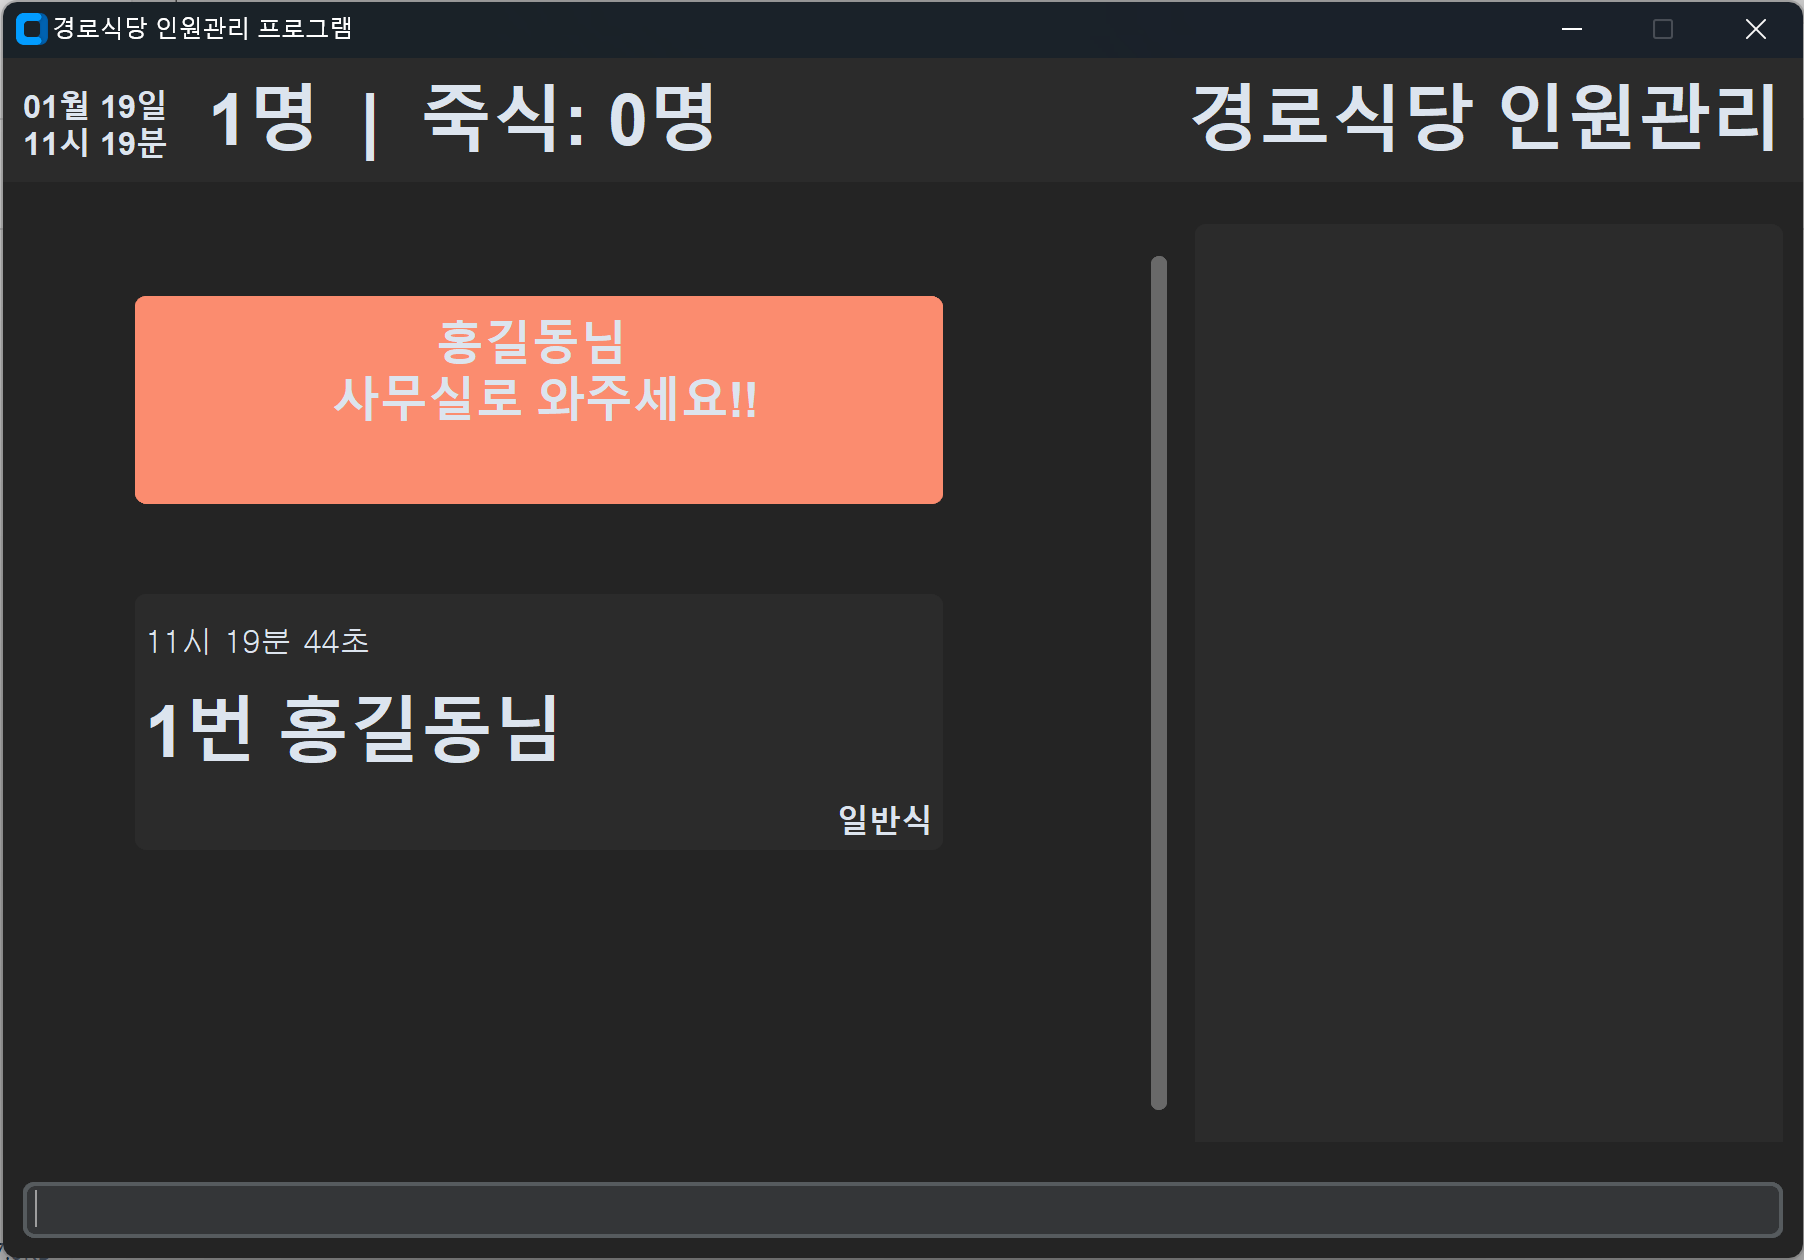 경로식당 인원관리 프로그램
01월 19일
11시 19분
1명 | 죽식: 0명
경로식당 인원관리
홍길동님
사무실로 와주세요!!
11시 19분 44초
1번 홍길동님
일반식